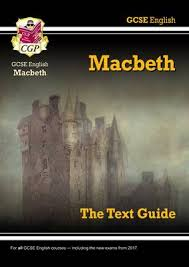 GCSE English
CGP
GCSE English
Macbeth
Macbeth
The Text Guide
For all GCSE English courses — including the new exams from 2017